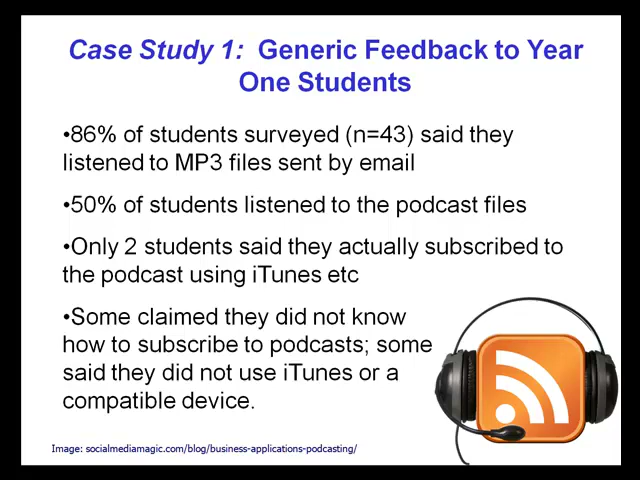 Case Study 1: Generic Feedback to Year
One Students
•86% of students surveyed (n=43) said they
listened to MP3 files sent by email
•50% of students listened to the podcast files
•Only 2 students said they actually subscribed to
the podcast using iTunes etc
•Some claimed they did not know
how to subscribe to podcasts; some
said they did not use iTunes or a
compatible device.
Image: socialmediamagic.com/blog/business-applications-podcasting/